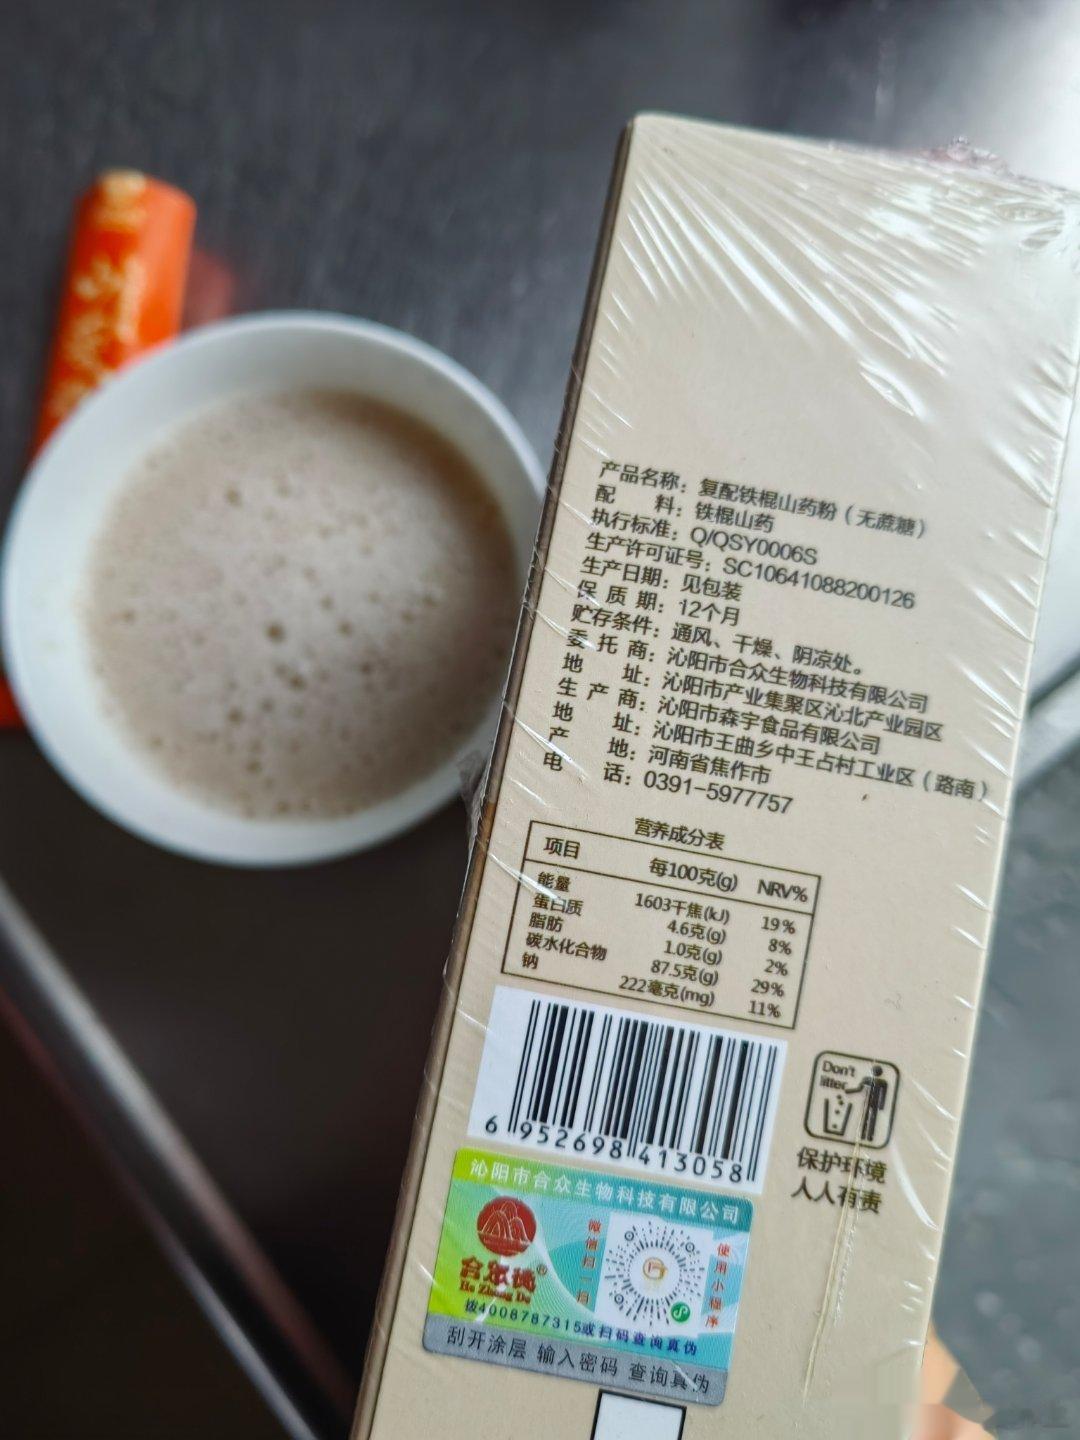 产品名称：复配铁棍山药粉（无蔗糖）
配料：铁棍山药
执行标准：Q/QSY0006S
生产许可证号：SC10641088200126
生产日期：见包装
保质期：12个月
贮存条件：通风、干燥、阴凉处。
委托商：沁阳市合众生物科技有限公司
地址：沁阳市产业集聚区沁北产业园区
生产商：沁阳市森宇食品有限公司
地址：沁阳市王曲乡中王占村工业区（路南）
产地：河南省焦作市
电话：0391-5977757
营养成分表
项目 每100克(g) NRV%
能量 1603千焦(kJ) 19%
蛋白质 4.6克(g) 8%
脂肪 1.0克(g) 2%
碳水化合物 87.5克(g) 29%
钠 222毫克(mg) 11%
6 952698 413058
Don't
litter
保护环境
人人有责
沁阳市合众生物科技有限公司
合众德®
He Zhong De
微信扫一扫
使用小程序
拨4008787315或扫码查询真伪
刮开涂层 输入密码 查询真伪